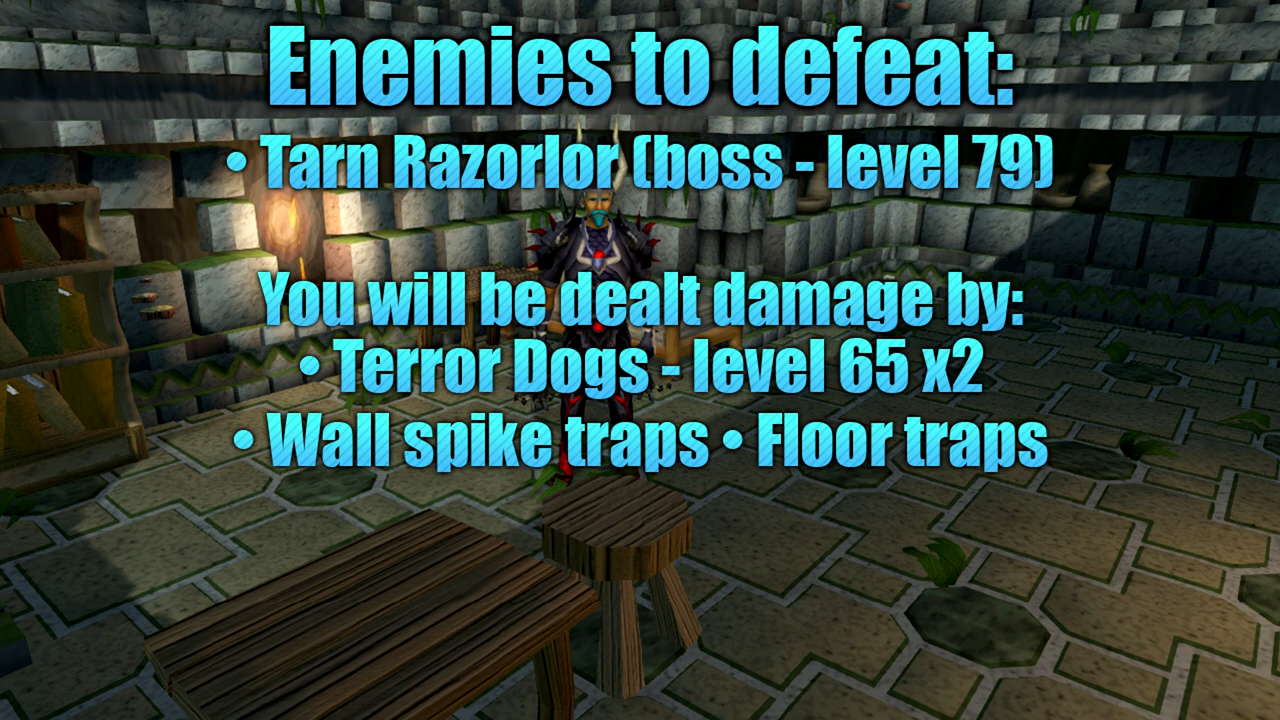 Enemies to defeat:
• Tarn Razorlor (boss - level 79)
You will be dealt damage by:
• Terror Dogs - level 65 x2
• Wall spike traps • Floor traps